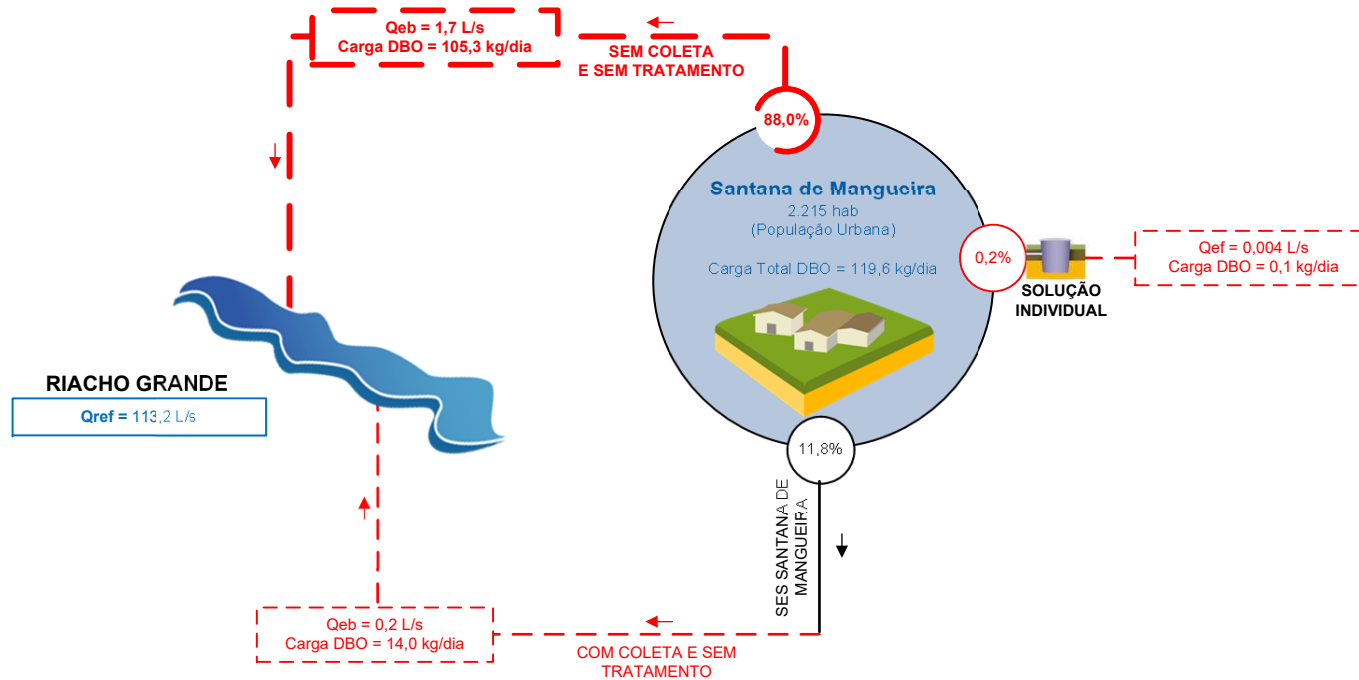 Qeb = 1,7 L/s
Carga DBO = 105,3 kg/dia
SEM COLETA
E SEM TRATAMENTO
88,0%
Santana de Mangueira
2.215 hab
(População Urbana)
Carga Total DBO = 119,6 kg/dia
0,2%
SOLUÇÃO
INDIVIDUAL
Qef = 0,004 L/s
Carga DBO = 0,1 kg/dia
RIACHO GRANDE
Qref = 113,2 L/s
11,8%
SES SANTANA DE
MANGUEIRA
Qeb = 0,2 L/s
Carga DBO = 14,0 kg/dia
COM COLETA E SEM
TRATAMENTO